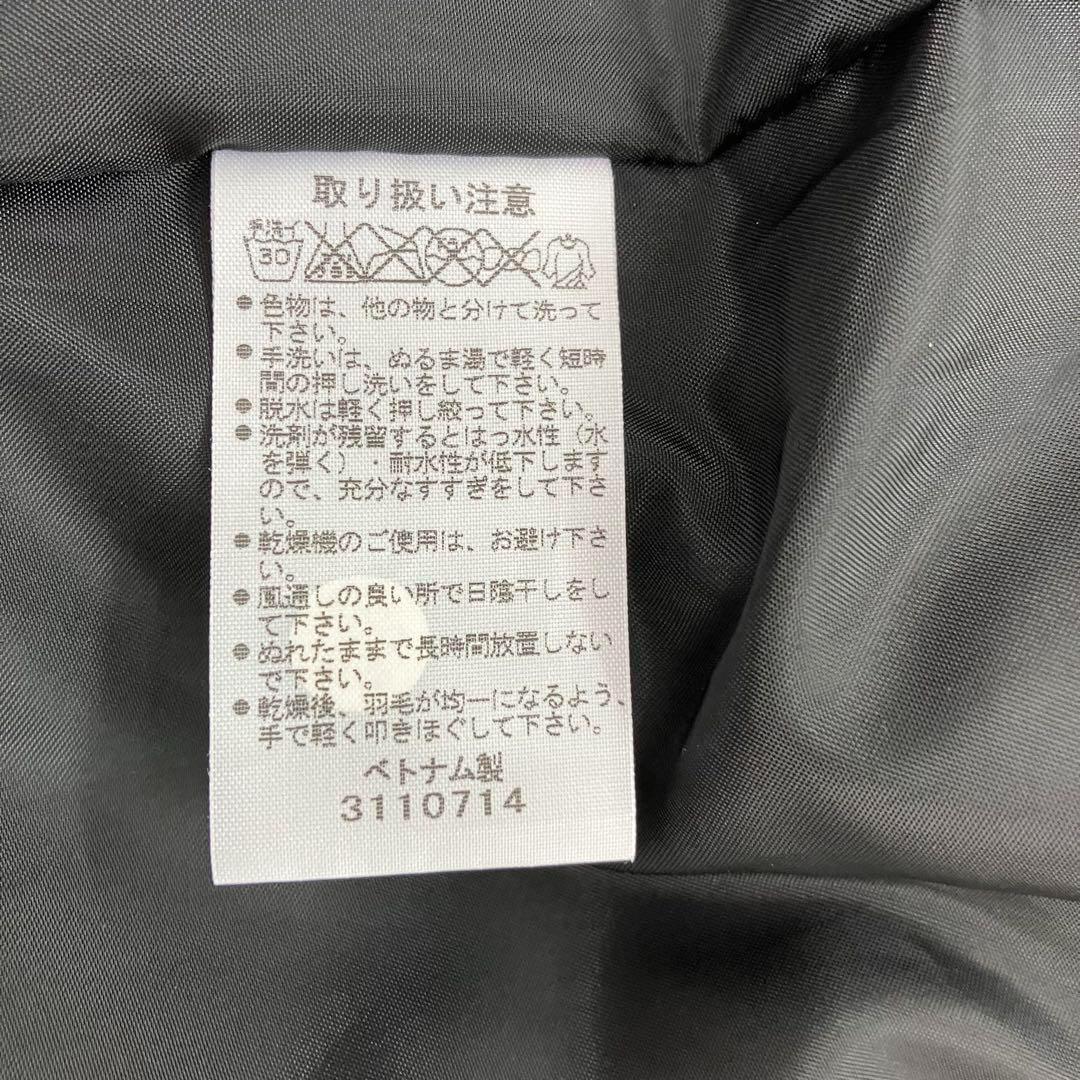 取り扱い注意
手洗イ
30
● 色物は、他の物と分けて洗って
下さい。
● 手洗いは、ぬるま湯で軽く短時
間の押し洗いをして下さい。
● 脱水は軽く押し絞って下さい。
● 洗剤が残留するとはっ水性（水
を弾く）・耐水性が低下します
ので、充分なすすぎをして下さ
い。
● 乾燥機のご使用は、お避け下さ
い。
● 風通しの良い所で日陰干しをし
て下さい。
● ぬれたままで長時間放置しない
で下さい。
● 乾燥後、羽毛が均一になるよう、
手で軽く叩きほぐして下さい。
ベトナム製
3110714